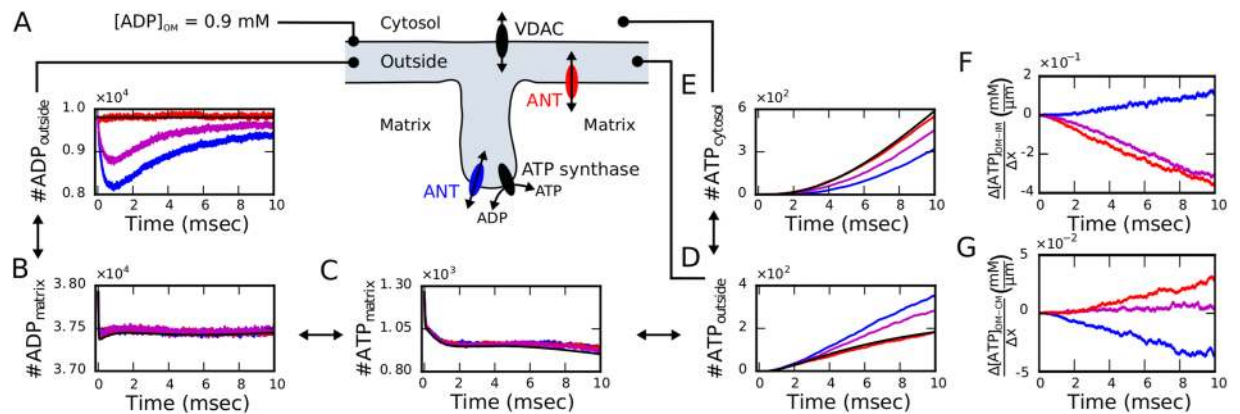 A
[ADP]OM = 0.9 mM
Cytosol
VDAC
Outside
ANT
Matrix
Matrix
ATP synthase
ANT
ATP
ADP
×10⁴
#ADPoutside
1.0
0.9
0.8
0 2 4 6 8 10
Time (msec)
B
×10⁴
#ADPmatrix
3.80
3.75
3.70
0 2 4 6 8 10
Time (msec)
C
×10³
#ATPmatrix
1.30
1.05
0.80
0 2 4 6 8 10
Time (msec)
D
×10²
#ATPoutside
4
2
0
0 2 4 6 8 10
Time (msec)
E
×10²
#ATPcytosol
6
3
0
0 2 4 6 8 10
Time (msec)
F
×10⁻¹
Δ[ATP]OM−IM
Δx
(mM
μm)
2
0
-2
-4
0 2 4 6 8 10
Time (msec)
G
×10⁻²
Δ[ATP]OM−CM
Δx
(mM
μm)
5
0
-5
0 2 4 6 8 10
Time (msec)